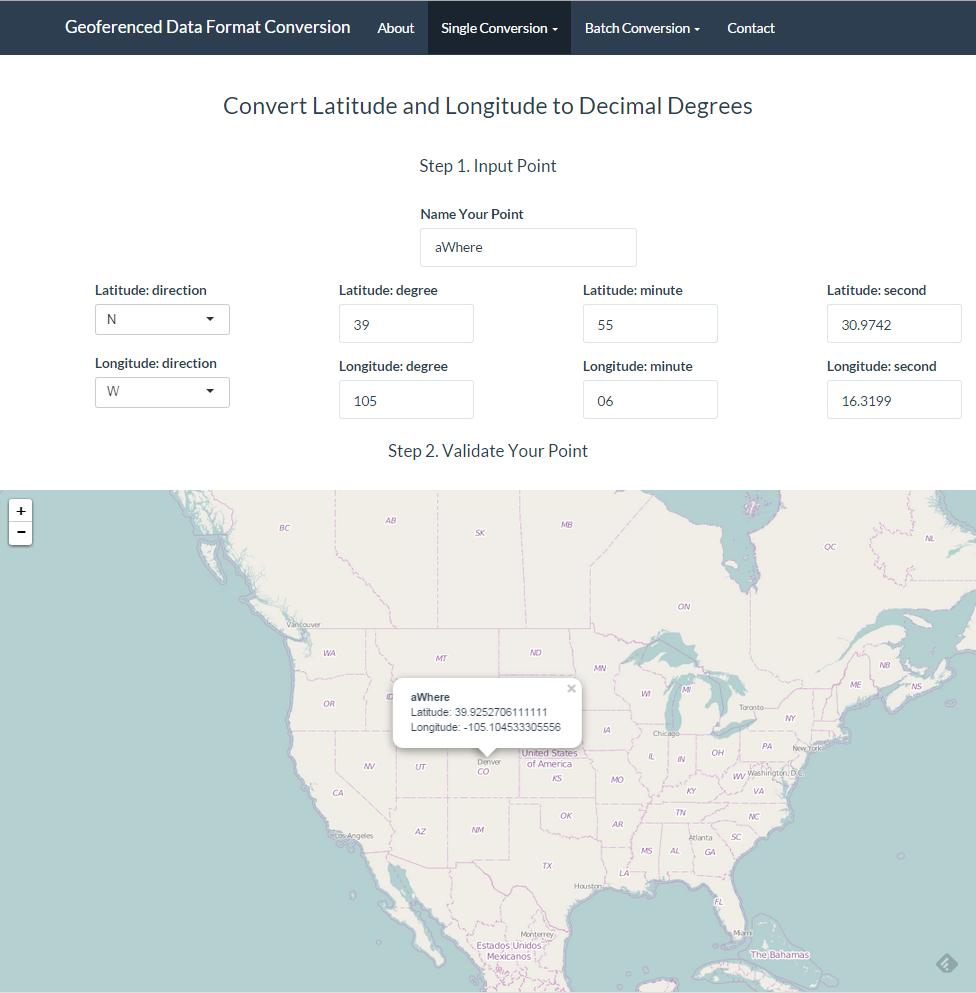 Geoferenced Data Format Conversion About Single Conversion Batch Conversion Contact
Convert Latitude and Longitude to Decimal Degrees
Step 1. Input Point
Name Your Point
aWhere
Latitude: direction Latitude: degree Latitude: minute Latitude: second
N 39 55 30.9742
Longitude: direction Longitude: degree Longitude: minute Longitude: second
W 105 06 16.3199
Step 2. Validate Your Point
+
−
BC AB SK MB QC NL
ON
Vancouver
WA MT ND MN NB
OR ID WI MI ME NS
aWhere ×
Latitude: 39.9252706111111
Longitude: -105.104533305556
Toronto
NY
IA Chicago
PA New York
Denver United States
of America
NV UT CO KS IL IN OH
MO WV Washington, D.C.
CA KY VA
OK TN NC
Los Angeles AZ NM AR Atlanta SC
MS AL GA
TX LA
Houston
FL
Monterrey Miami
Estados Unidos
Mexicanos
The Bahamas